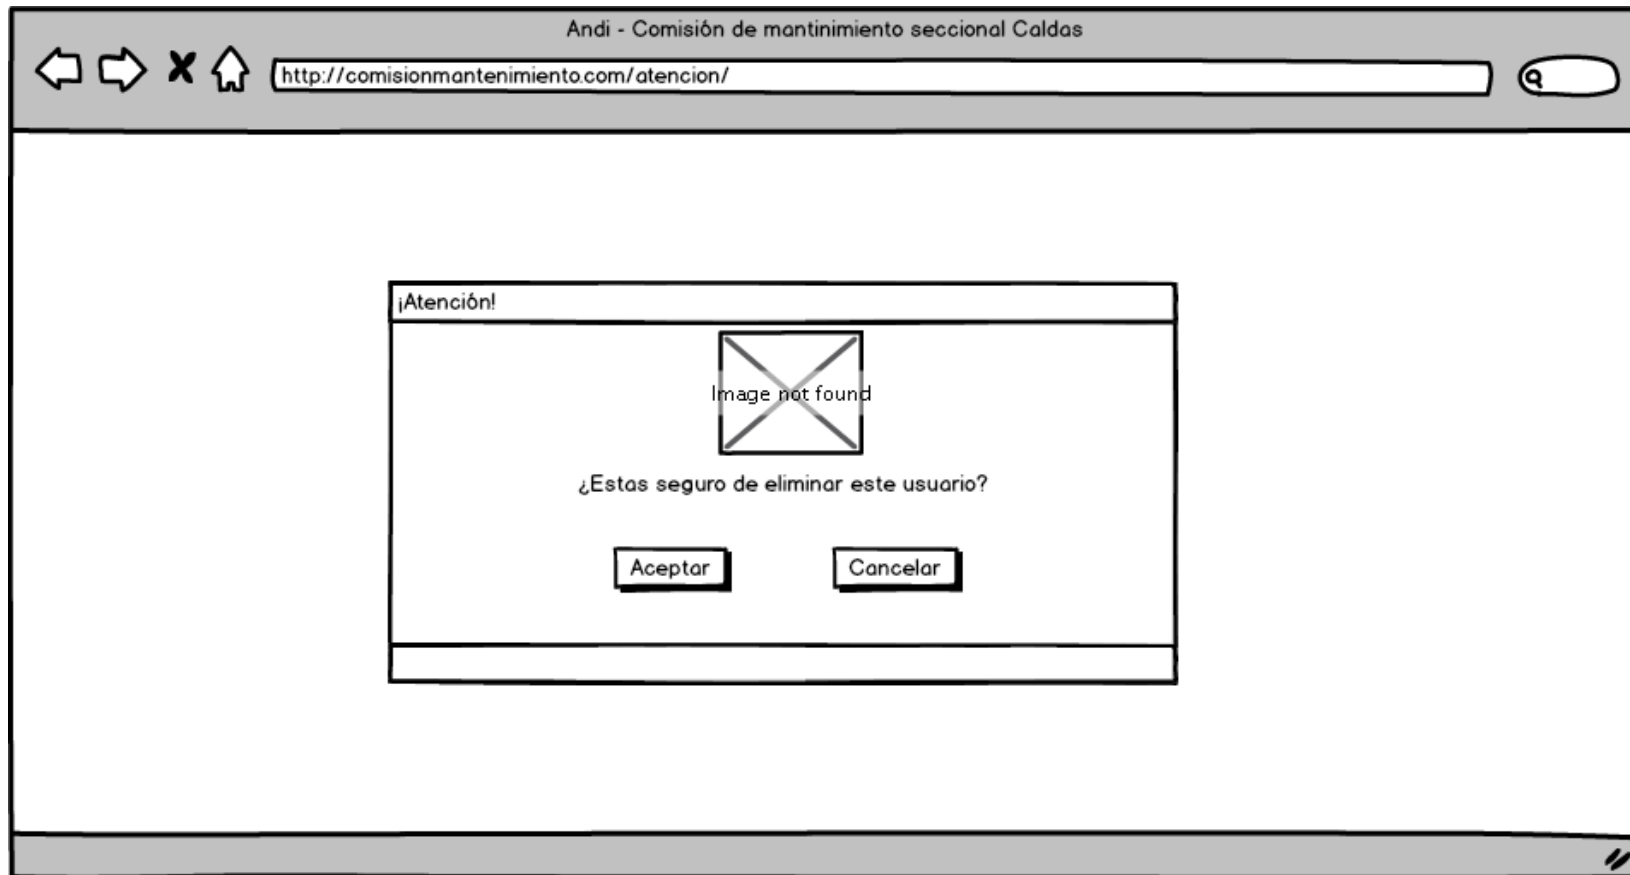 Andi - Comisión de mantinimiento seccional Caldas
http://comisionmantenimiento.com/atencion/
¡Atención!
Image not found
¿Estas seguro de eliminar este usuario?
Aceptar Cancelar